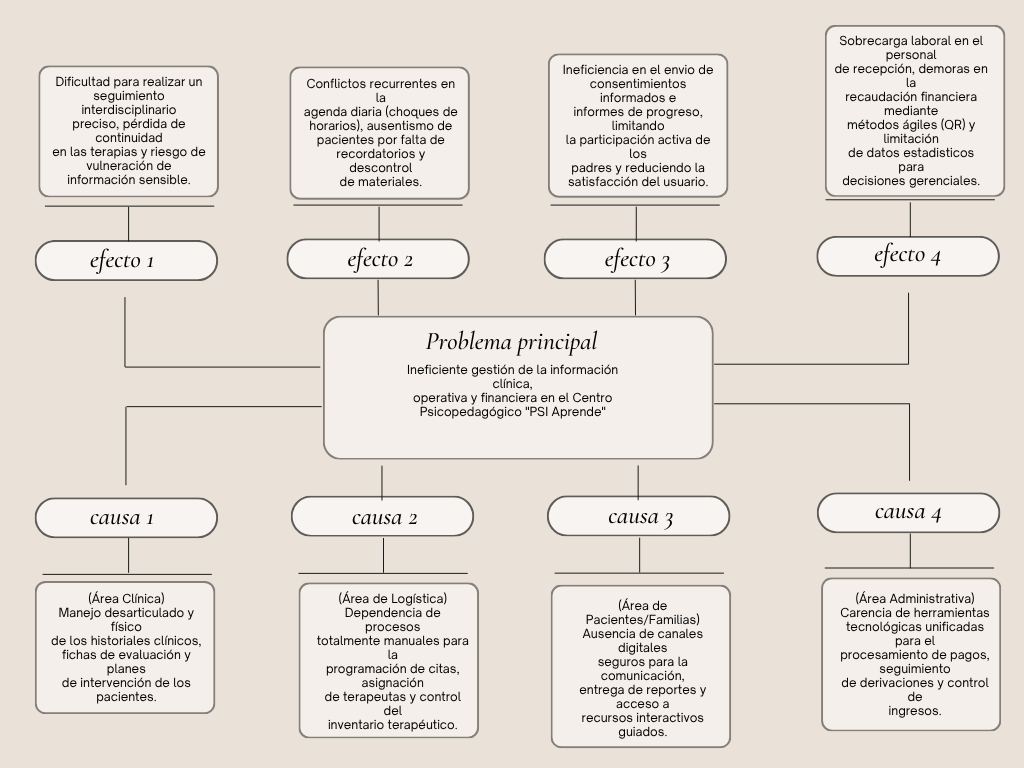 Dificultad para realizar un
seguimiento
interdisciplinario
preciso, pérdida de
continuidad
en las terapias y riesgo de
vulneración de
información sensible.
Conflictos recurrentes en
la
agenda diaria (choques de
horarios), ausentismo de
pacientes por falta de
recordatorios y
descontrol
de materiales.
Ineficiencia en el envio de
consentimientos
informados e
informes de progreso,
limitando
la participación activa de
los
padres y reduciendo la
satisfacción del usuario.
Sobrecarga laboral en el
personal
de recepción, demoras en
la
recaudación financiera
mediante
métodos ágiles (QR) y
limitación
de datos estadisticos
para
decisiones gerenciales.
efecto 1
efecto 2
efecto 3
efecto 4
Problema principal
Ineficiente gestión de la información
clínica,
operativa y financiera en el Centro
Psicopedagógico "PSI Aprende"
causa 1
causa 2
causa 3
causa 4
(Área Clínica)
Manejo desarticulado y
físico
de los historiales clínicos,
fichas de evaluación y
planes
de intervención de los
pacientes.
(Área de Logística)
Dependencia de
procesos
totalmente manuales para
la
programación de citas,
asignación
de terapeutas y control
del
inventario terapéutico.
(Área de
Pacientes/Familias)
Ausencia de canales
digitales
seguros para la
comunicación,
entrega de reportes y
acceso a
recursos interactivos
guiados.
(Área Administrativa)
Carencia de herramientas
tecnológicas unificadas
para el
procesamiento de pagos,
seguimiento
de derivaciones y control
de
ingresos.